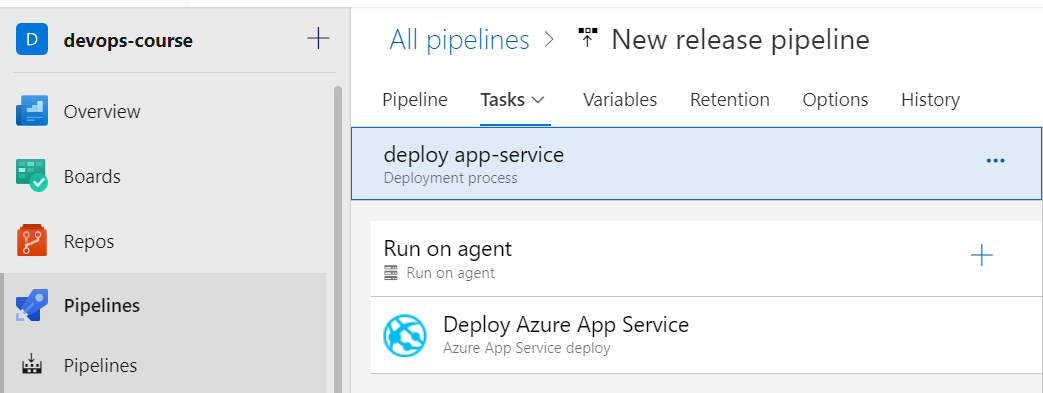 D devops-course
Overview
Boards
Repos
Pipelines
Pipelines
All pipelines > New release pipeline
Pipeline Tasks Variables Retention Options History
deploy app-service
Deployment process
Run on agent
Run on agent
Deploy Azure App Service
Azure App Service deploy